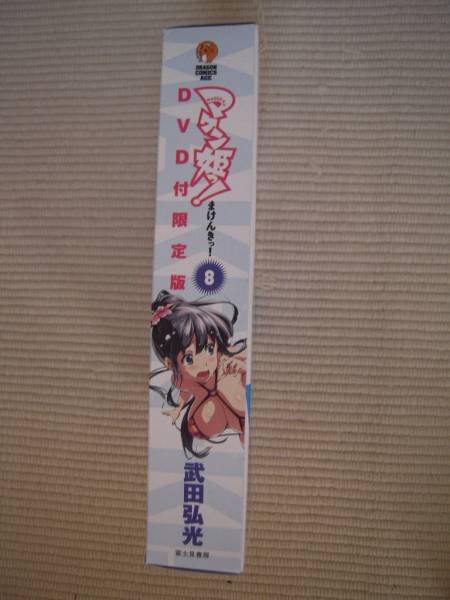 DRAGON
COMICS
AGE
マケン姫っ!
まけんきっ!
DVD付限定版
8
武田弘光
富士見書房